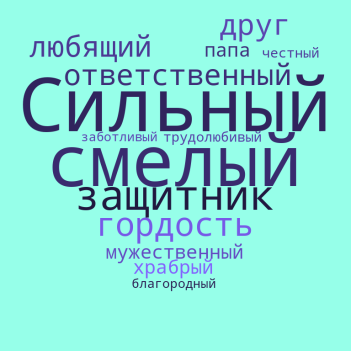 друг
любящий папа честный
ответственный
Сильный
заботливый трудолюбивый
смелый
защитник
гордость
мужественный
храбрый
благородный